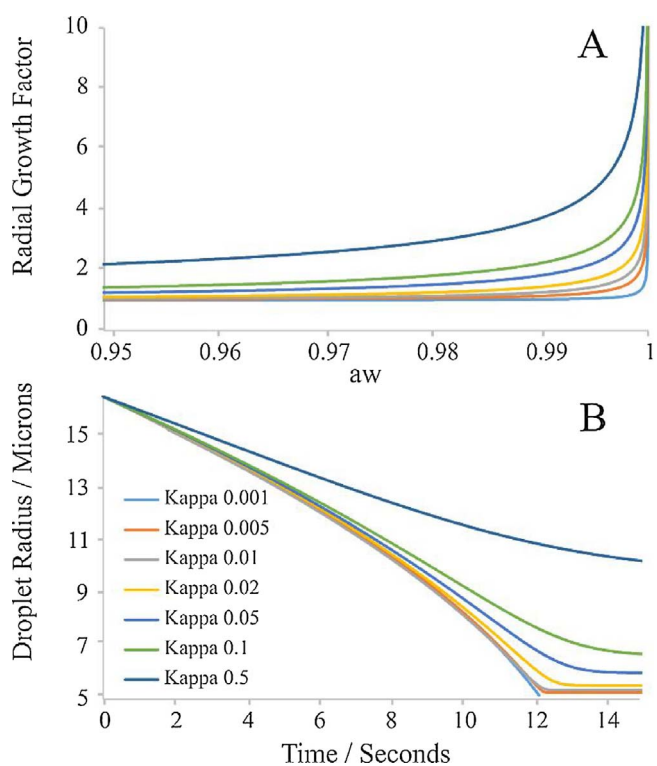 A
Radial Growth Factor
10
8
6
4
2
0
0.95 0.96 0.97 0.98 0.99 1
aw
B
Droplet Radius / Microns
15
13
11
9
7
5
Kappa 0.001
Kappa 0.005
Kappa 0.01
Kappa 0.02
Kappa 0.05
Kappa 0.1
Kappa 0.5
0 2 4 6 8 10 12 14
Time / Seconds